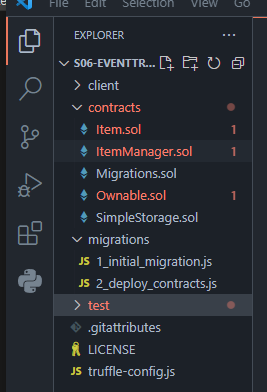 Edit Selection View Go
EXPLORER ...
S06-EVENTTR...
client
contracts
Item.sol 1
ItemManager.sol 1
Migrations.sol
Ownable.sol 1
SimpleStorage.sol
migrations
JS 1_initial_migration.js
JS 2_deploy_contracts.js
test
.gitattributes
LICENSE
JS truffle-config.js